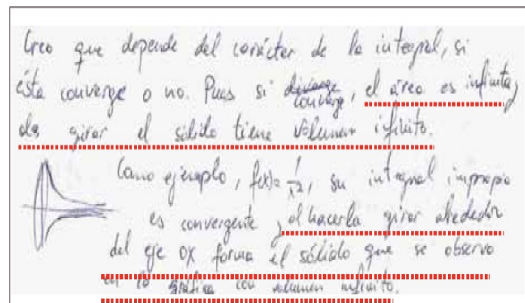 Creo que depende del carácter de la integral, si
ésta converge o no. Pues si converge, el área es infinita y
al girar el sólido tiene volumen infinito.
Como ejemplo, f(x)= 1/x², su integral impropia
es convergente y al hacerla girar alrededor
del eje OX forma el sólido que se observa
en la gráfica con volumen infinito.